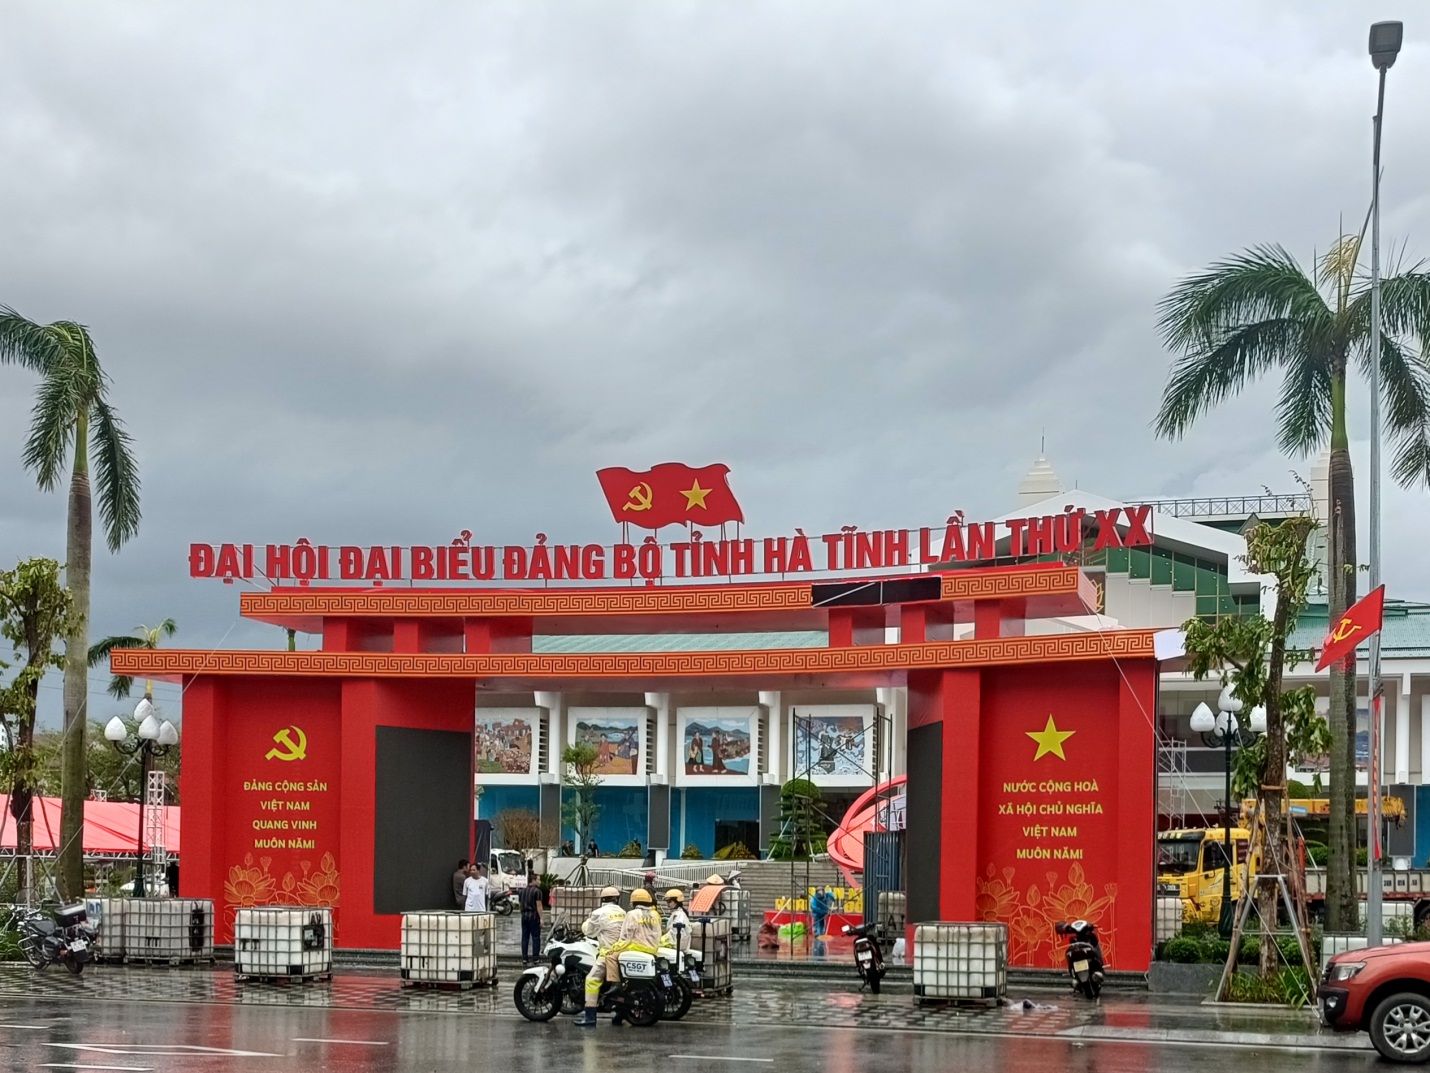 ĐẠI HỘI ĐẠI BIỂU ĐẢNG BỘ TỈNH HÀ TĨNH LẦN THỨ XX
ĐẢNG CỘNG SẢN
VIỆT NAM
QUANG VINH
MUÔN NĂM!
NƯỚC CỘNG HOÀ
XÃ HỘI CHỦ NGHĨA
VIỆT NAM
MUÔN NĂM!
CSGT